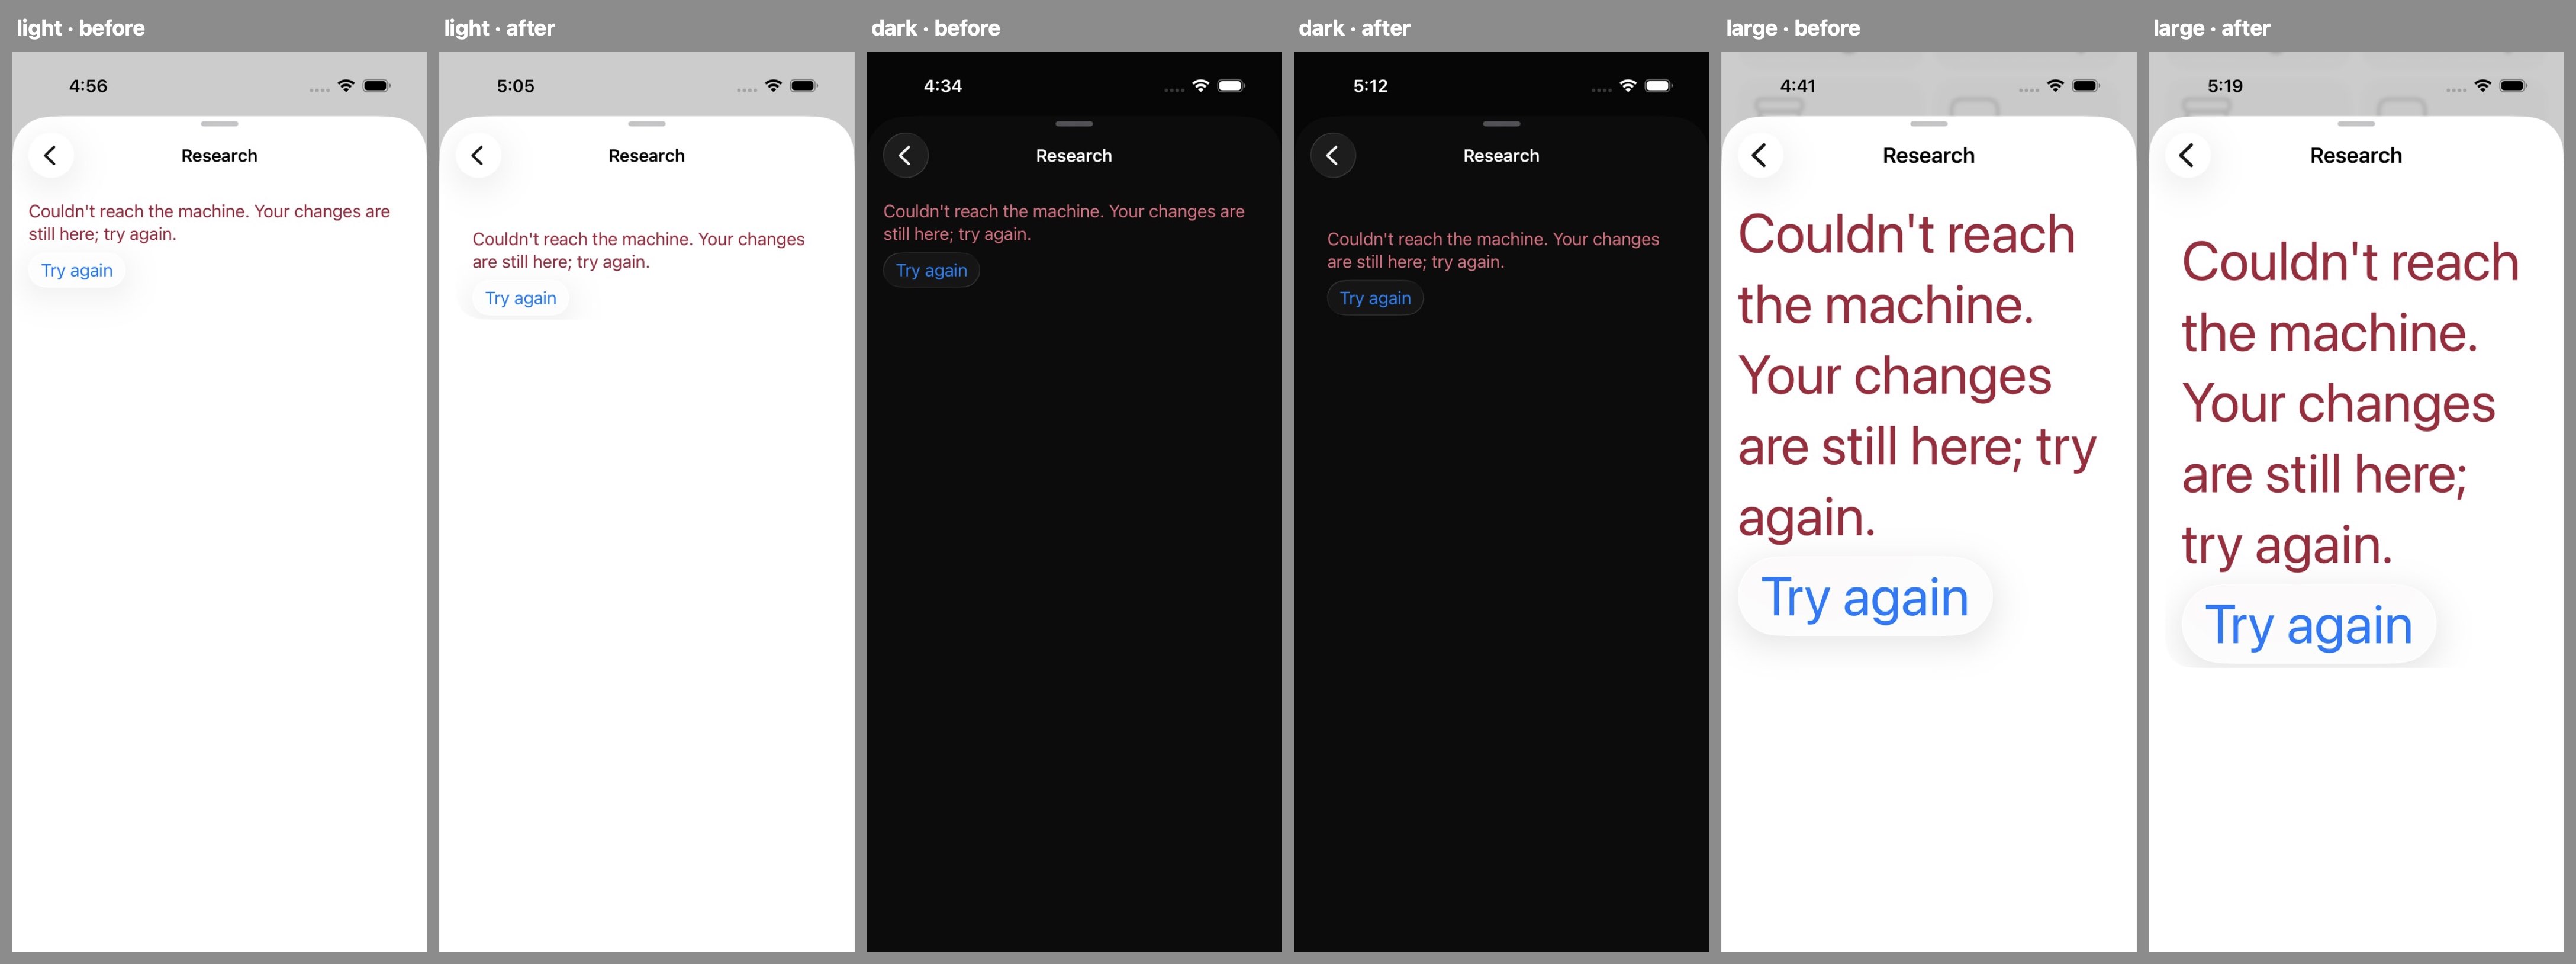 light · before
4:56
Research
Couldn't reach the machine. Your changes are
still here; try again.
Try again
light · after
5:05
Research
Couldn't reach the machine. Your changes
are still here; try again.
Try again
dark · before
4:34
Research
Couldn't reach the machine. Your changes are
still here; try again.
Try again
dark · after
5:12
Research
Couldn't reach the machine. Your changes
are still here; try again.
Try again
large · before
4:41
Research
Couldn't reach
the machine.
Your changes
are still here; try
again.
Try again
large · after
5:19
Research
Couldn't reach
the machine.
Your changes
are still here;
try again.
Try again